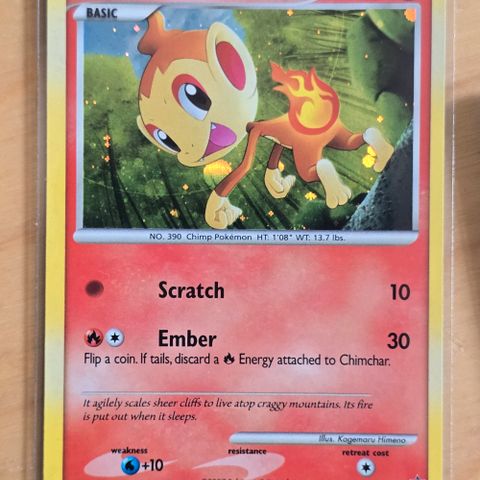 BASIC
NO. 390 Chimp Pokémon HT: 1'08" WT: 13.7 lbs.
Scratch 10
Ember 30
Flip a coin. If tails, discard a Energy attached to Chimchar.
It agilely scales sheer cliffs to live atop craggy mountains. Its fire
is put out when it sleeps.
Illus. Kagemaru Himeno
weakness resistance retreat cost
+10